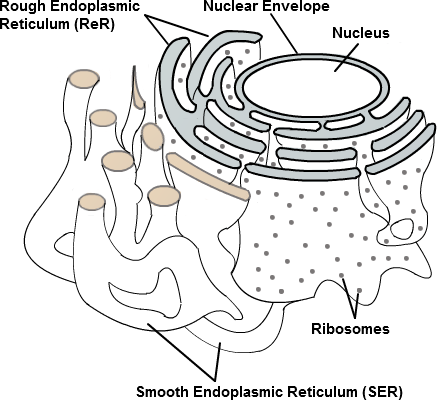 Rough Endoplasmic
Reticulum (ReR)
Nuclear Envelope
Nucleus
Ribosomes
Smooth Endoplasmic Reticulum (SER)